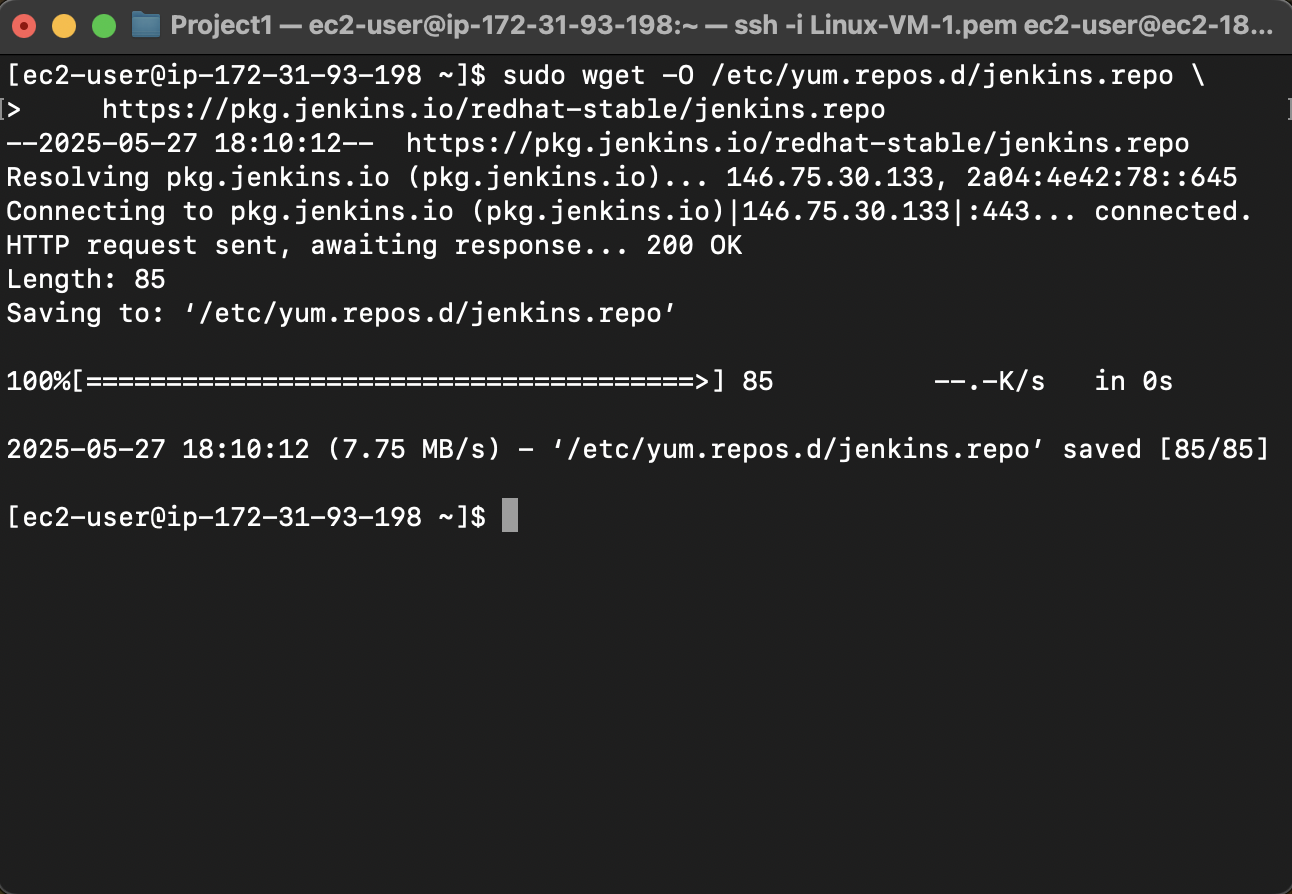 Project1 — ec2-user@ip-172-31-93-198:~ — ssh -i Linux-VM-1.pem ec2-user@ec2-18...
[ec2-user@ip-172-31-93-198 ~]$ sudo wget -O /etc/yum.repos.d/jenkins.repo \
[>     https://pkg.jenkins.io/redhat-stable/jenkins.repo ]
--2025-05-27 18:10:12--  https://pkg.jenkins.io/redhat-stable/jenkins.repo
Resolving pkg.jenkins.io (pkg.jenkins.io)... 146.75.30.133, 2a04:4e42:78::645
Connecting to pkg.jenkins.io (pkg.jenkins.io)|146.75.30.133|:443... connected.
HTTP request sent, awaiting response... 200 OK
Length: 85
Saving to: ‘/etc/yum.repos.d/jenkins.repo’
100%[======================================>] 85          --.-K/s   in 0s
2025-05-27 18:10:12 (7.75 MB/s) - ‘/etc/yum.repos.d/jenkins.repo’ saved [85/85]
[ec2-user@ip-172-31-93-198 ~]$